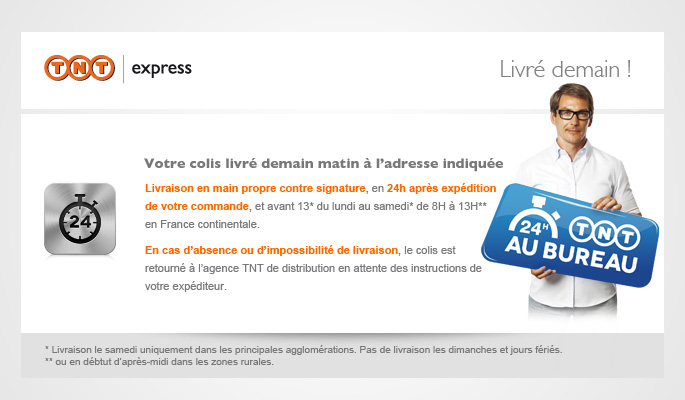 TNT express
Livré demain !
Votre colis livré demain matin à l'adresse indiquée
Livraison en main propre contre signature, en 24h après expédition
de votre commande, et avant 13* du lundi au samedi* de 8H à 13H**
en France continentale.
24
En cas d'absence ou d'impossibilité de livraison, le colis est
retourné à l'agence TNT de distribution en attente des instructions de
votre expéditeur.
24H TNT
AU BUREAU
* Livraison le samedi uniquement dans les principales agglomérations. Pas de livraison les dimanches et jours fériés.
** ou en débtut d'après-midi dans les zones rurales.